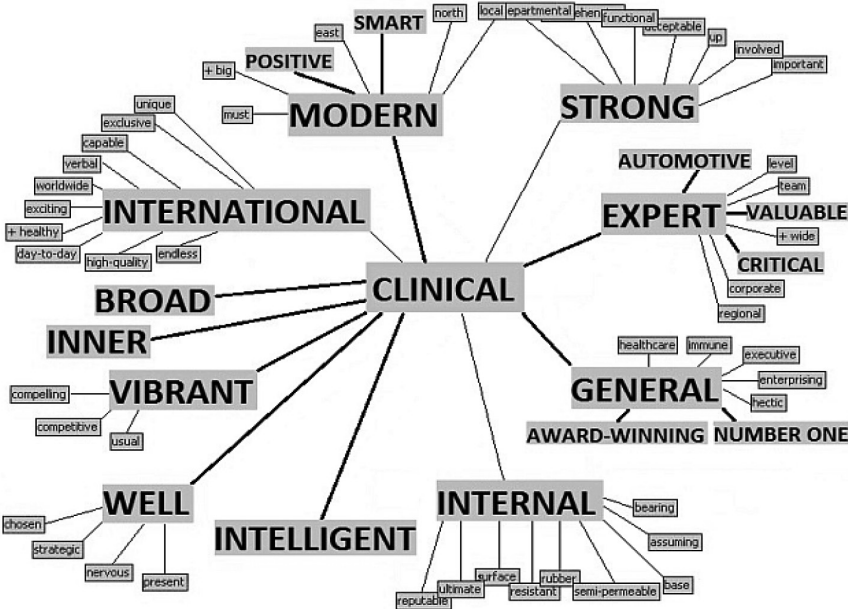 SMART
POSITIVE
+ big
east
north
must
MODERN
local
epartmental
functional
up
involved
important
STRONG
unique
exclusive
capable
verbal
worldwide
exciting
+ healthy
day-to-day
high-quality
endless
INTERNATIONAL
AUTOMOTIVE
level
team
VALUABLE
+ wide
CRITICAL
corporate
regional
EXPERT
CLINICAL
BROAD
INNER
VIBRANT
compelling
competitive
usual
healthcare
immune
executive
enterprising
hectic
GENERAL
AWARD-WINNING
NUMBER ONE
WELL
chosen
strategic
nervous
present
INTELLIGENT
INTERNAL
bearing
assuming
base
semi-permeable
rubber
resistant
surface
ultimate
reputable